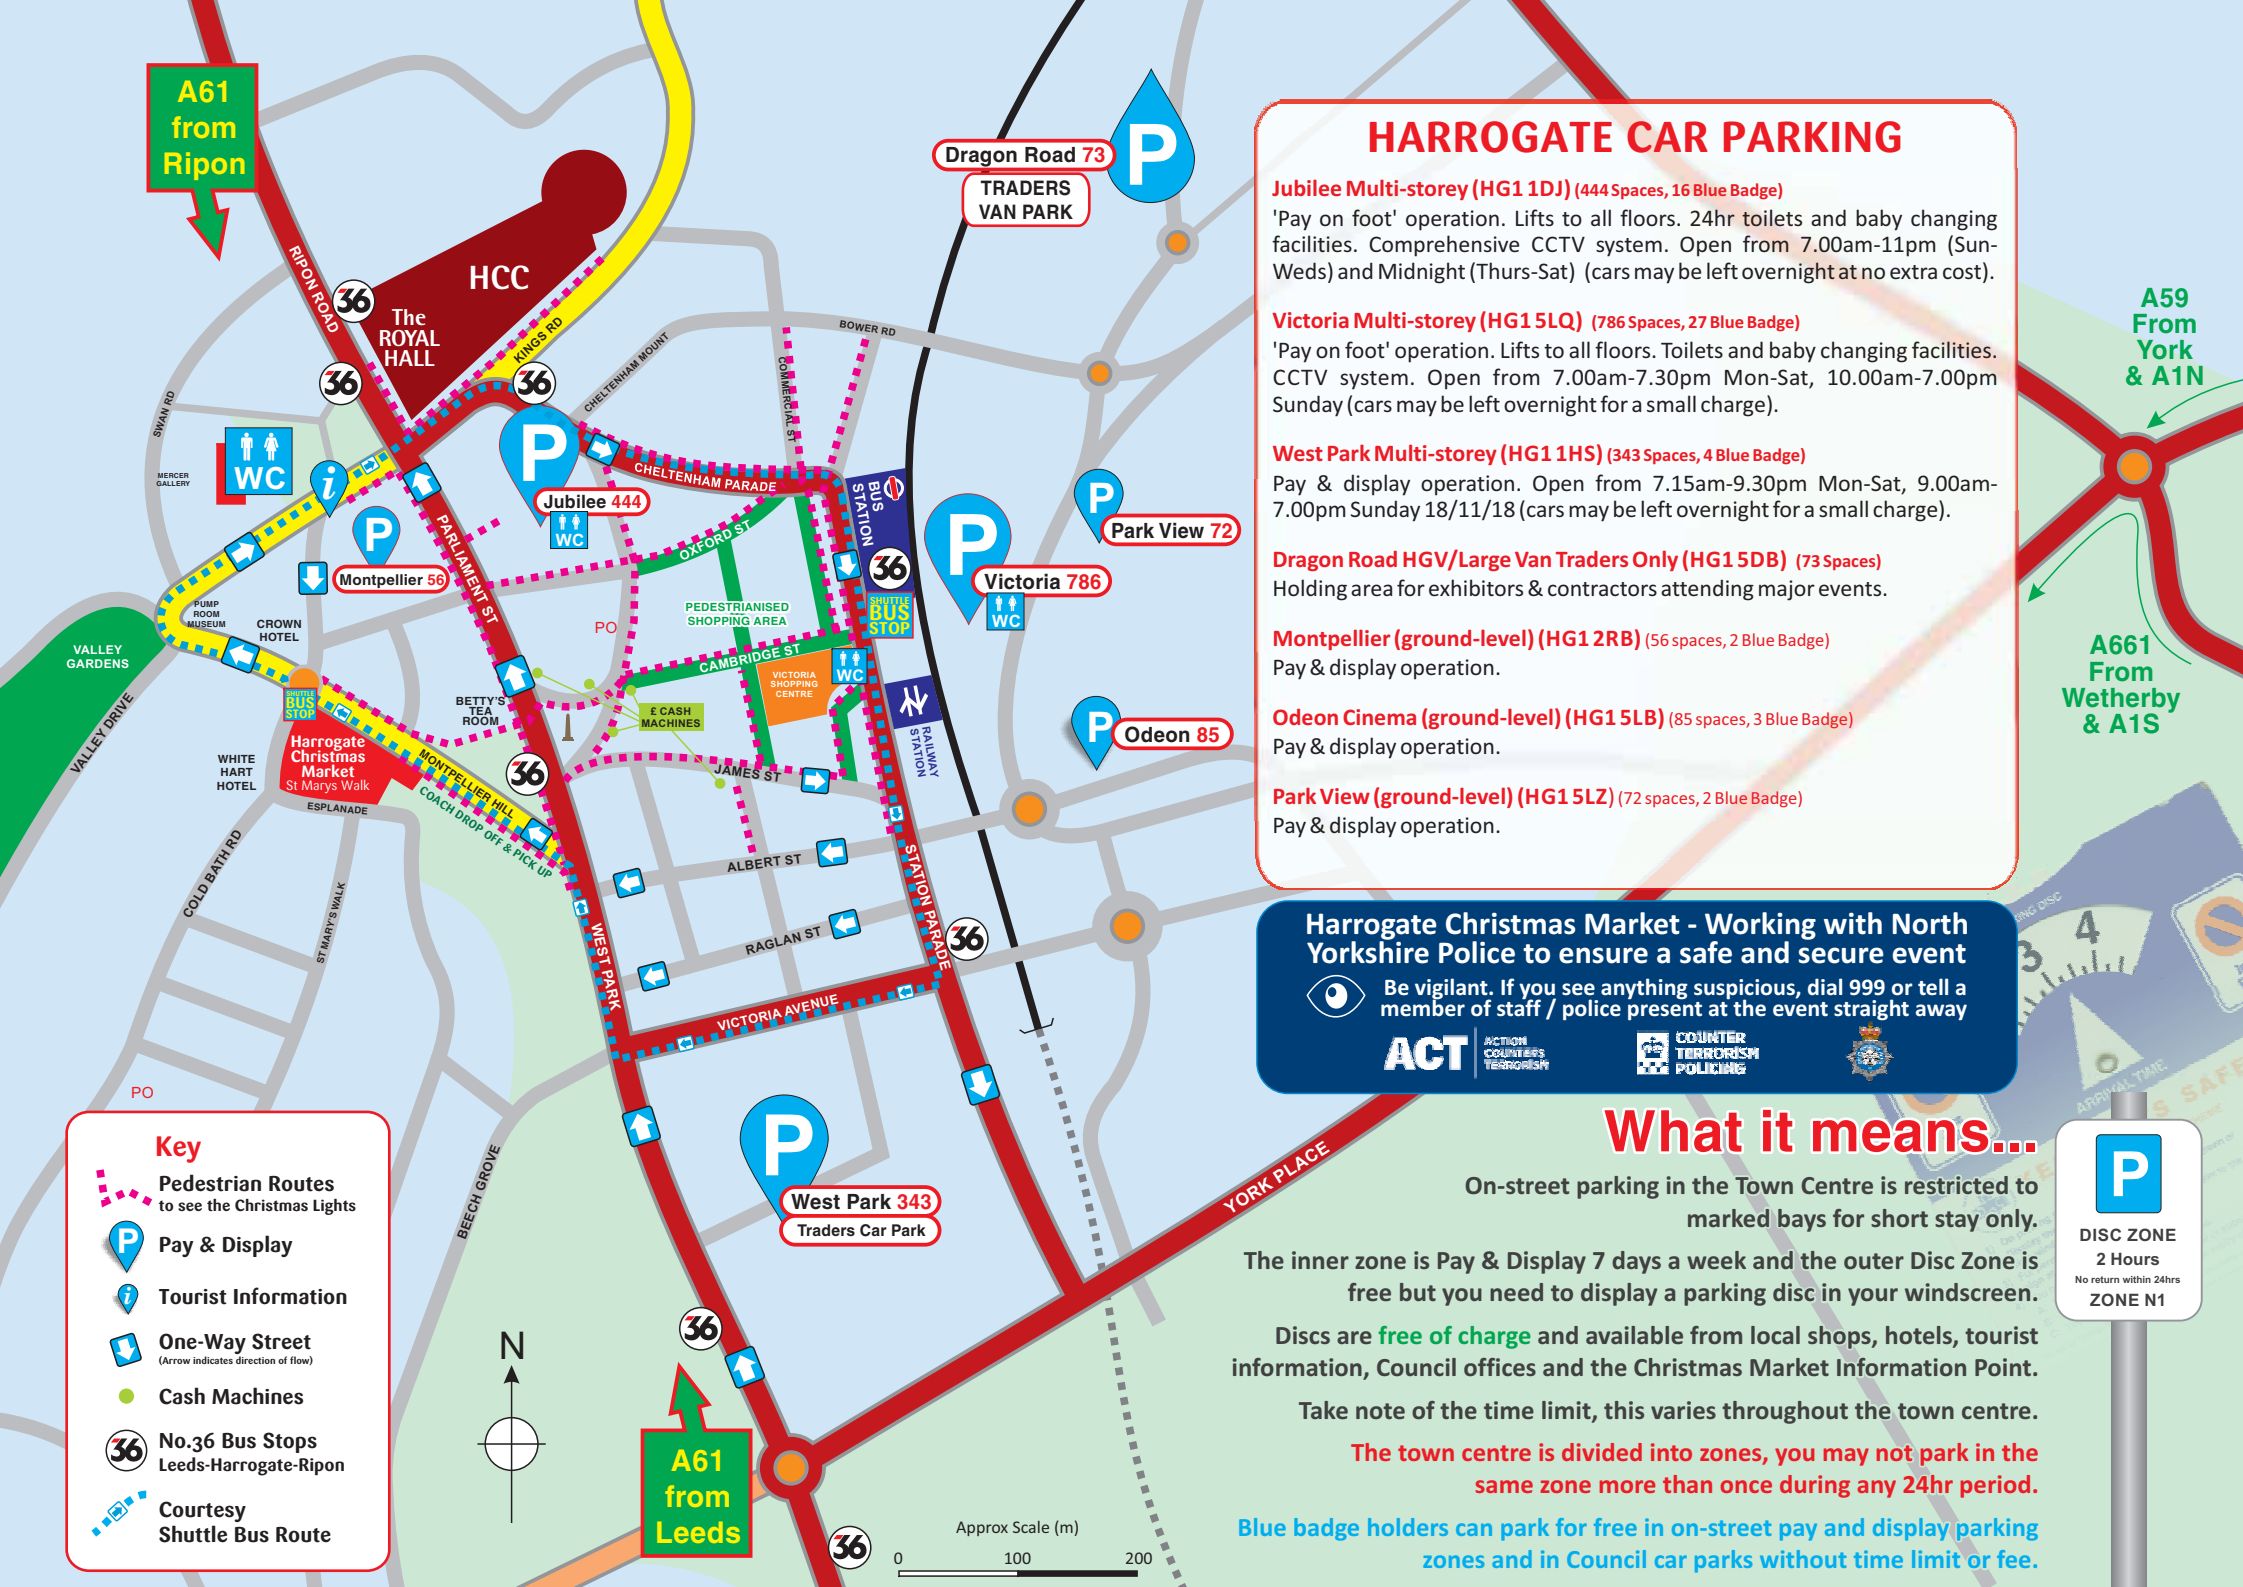 A61
from
Ripon
RIPON ROAD
HCC
The
ROYAL
HALL
36
36
36
KINGS RD
CHELTENHAM MOUNT
COMMERCIAL ST
BOWER RD
Dragon Road 73
TRADERS
VAN PARK
P
SWAN RD
MERCER
GALLERY
WC
i
P
Montpellier 56
P
Jubilee 444
WC
CHELTENHAM PARADE
OXFORD ST
BUS
STATION
36
SHUTTLE
BUS
STOP
P
Victoria 786
WC
P
Park View 72
PARLIAMENT ST
PEDESTRIANISED
SHOPPING AREA
PO
CAMBRIDGE ST
VICTORIA
SHOPPING
CENTRE
WC
RAILWAY
STATION
P
Odeon 85
PUMP
ROOM
MUSEUM
CROWN
HOTEL
VALLEY
GARDENS
VALLEY DRIVE
SHUTTLE
BUS
STOP
BETTY'S
TEA
ROOM
£ CASH
MACHINES
Harrogate
Christmas
Market
St Marys Walk
WHITE
HART
HOTEL
MONTPELLIER HILL
COACH DROP OFF & PICK UP
36
JAMES ST
ESPLANADE
COLD BATH RD
ST MARY'S WALK
ALBERT ST
RAGLAN ST
STATION PARADE
36
WEST PARK
VICTORIA AVENUE
BEECH GROVE
P
West Park 343
Traders Car Park
YORK PLACE
PO
Key
Pedestrian Routes
to see the Christmas Lights
P
Pay & Display
i
Tourist Information
One-Way Street
(Arrow indicates direction of flow)
Cash Machines
36
No.36 Bus Stops
Leeds-Harrogate-Ripon
Courtesy
Shuttle Bus Route
N
36
A61
from
Leeds
36
Approx Scale (m)
0 100 200
HARROGATE CAR PARKING
Jubilee Multi-storey (HG1 1DJ) (444 Spaces, 16 Blue Badge)
'Pay on foot' operation. Lifts to all floors. 24hr toilets and baby changing
facilities. Comprehensive CCTV system. Open from 7.00am-11pm (Sun-
Weds) and Midnight (Thurs-Sat) (cars may be left overnight at no extra cost).
Victoria Multi-storey (HG1 5LQ) (786 Spaces, 27 Blue Badge)
'Pay on foot' operation. Lifts to all floors. Toilets and baby changing facilities.
CCTV system. Open from 7.00am-7.30pm Mon-Sat, 10.00am-7.00pm
Sunday (cars may be left overnight for a small charge).
West Park Multi-storey (HG1 1HS) (343 Spaces, 4 Blue Badge)
Pay & display operation. Open from 7.15am-9.30pm Mon-Sat, 9.00am-
7.00pm Sunday 18/11/18 (cars may be left overnight for a small charge).
Dragon Road HGV/Large Van Traders Only (HG1 5DB) (73 Spaces)
Holding area for exhibitors & contractors attending major events.
Montpellier (ground-level) (HG1 2RB) (56 spaces, 2 Blue Badge)
Pay & display operation.
Odeon Cinema (ground-level) (HG1 5LB) (85 spaces, 3 Blue Badge)
Pay & display operation.
Park View (ground-level) (HG1 5LZ) (72 spaces, 2 Blue Badge)
Pay & display operation.
A59
From
York
& A1N
A661
From
Wetherby
& A1S
Harrogate Christmas Market - Working with North
Yorkshire Police to ensure a safe and secure event
Be vigilant. If you see anything suspicious, dial 999 or tell a
member of staff / police present at the event straight away
ACT
ACTION
COUNTERS
TERRORISM
COUNTER
TERRORISM
POLICING
3 4
ARRIVAL TIME
What it means...
On-street parking in the Town Centre is restricted to
marked bays for short stay only.
The inner zone is Pay & Display 7 days a week and the outer Disc Zone is
free but you need to display a parking disc in your windscreen.
Discs are free of charge and available from local shops, hotels, tourist
information, Council offices and the Christmas Market Information Point.
Take note of the time limit, this varies throughout the town centre.
The town centre is divided into zones, you may not park in the
same zone more than once during any 24hr period.
Blue badge holders can park for free in on-street pay and display parking
zones and in Council car parks without time limit or fee.
P
DISC ZONE
2 Hours
No return within 24hrs
ZONE N1